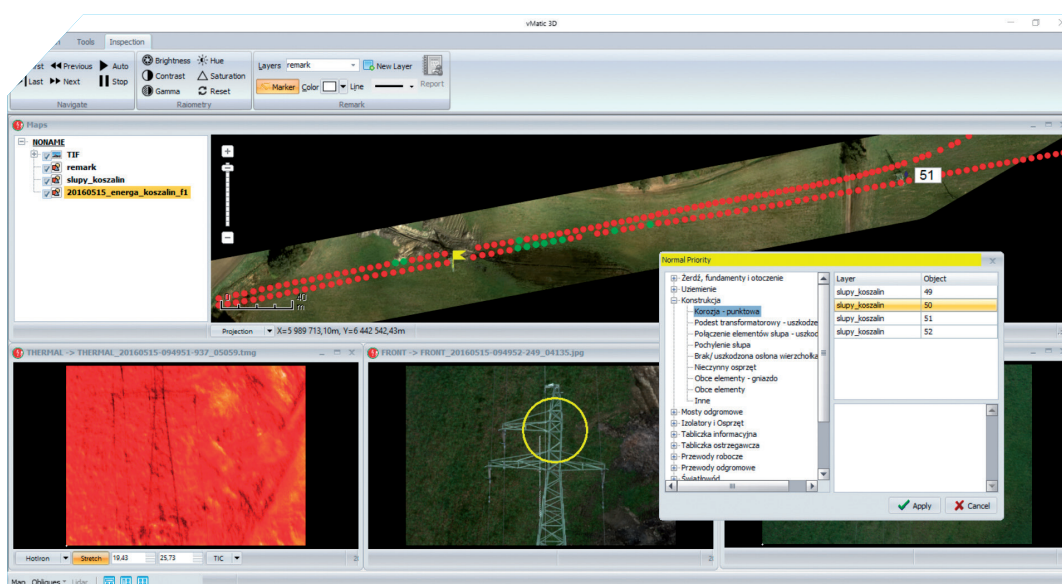 vMatic 3D
Tools Inspection
Previous Auto
Last Next Stop
Navigate
Brightness Hue
Contrast Saturation
Gamma Reset
Raiometry
Layers remark New Layer
Marker Color Line Report
Remark
Maps
NONAME
TIF
remark
slupy_koszalin
20160515_energa_koszalin_f1
51
0 40
m
Projection X=5 989 713,10m, Y=6 442 542,43m
Normal Priority
Żerdź, fundamenty i otoczenie
Uziemienie
Konstrukcja
Korozja - punktowa
Podest transformatorowy - uszkodze
Połączenie elementów słupa - uszkoc
Pochylenie słupa
Brak/ uszkodzona osłona wierzchołka
Nieczynny osprzęt
Obce elementy - gniazdo
Obce elementy
Inne
Mosty odgromowe
Izolatory i Osprzęt
Tabliczka informacyjna
Tabliczka ostrzegawcza
Przewody robocze
Przewody odgromowe
Światłowód
Layer Object
slupy_koszalin 49
slupy_koszalin 50
slupy_koszalin 51
slupy_koszalin 52
Apply Cancel
THERMAL -> THERMAL_20160515-094951-937_05059.tmg
HotIron Stretch 19,43 25,73 TIC
FRONT -> FRONT_20160515-094952-249_04135.jpg
Map Obliques Lidar